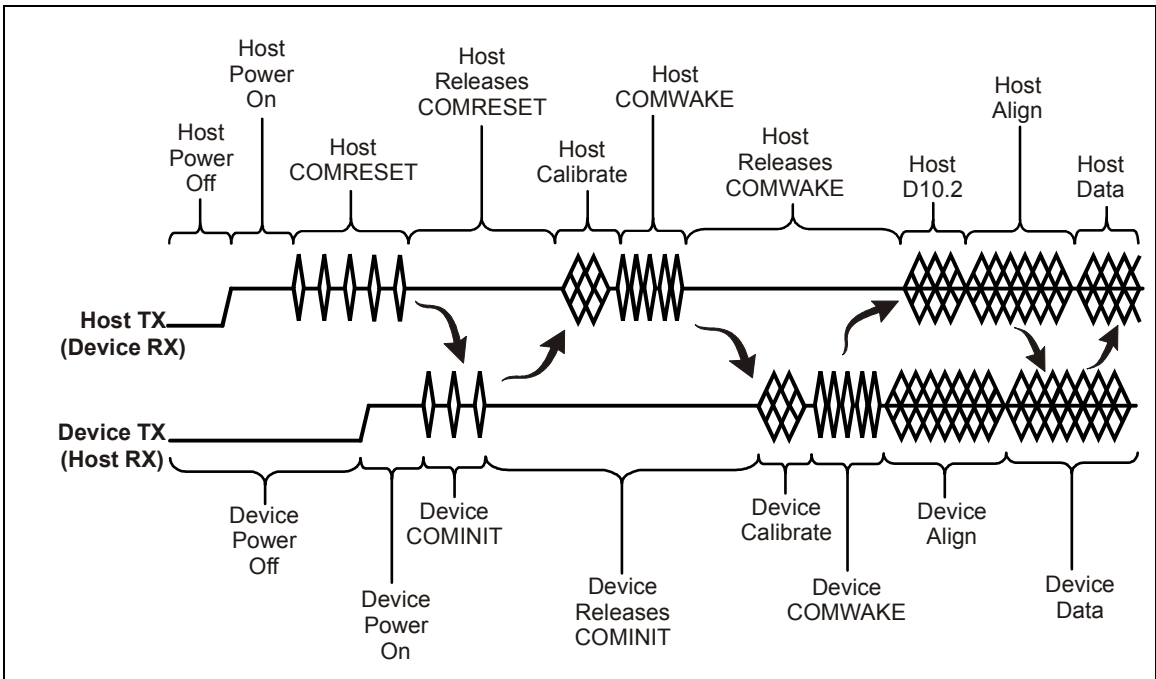 Host
Power
Off
Host
Power
On
Host
COMRESET
Host
Releases
COMRESET
Host
Calibrate
Host
COMWAKE
Host
Releases
COMWAKE
Host
D10.2
Host
Align
Host
Data
Host TX
(Device RX)
Device TX
(Host RX)
Device
Power
Off
Device
Power
On
Device
COMINIT
Device
Releases
COMINIT
Device
Calibrate
Device
COMWAKE
Device
Align
Device
Data